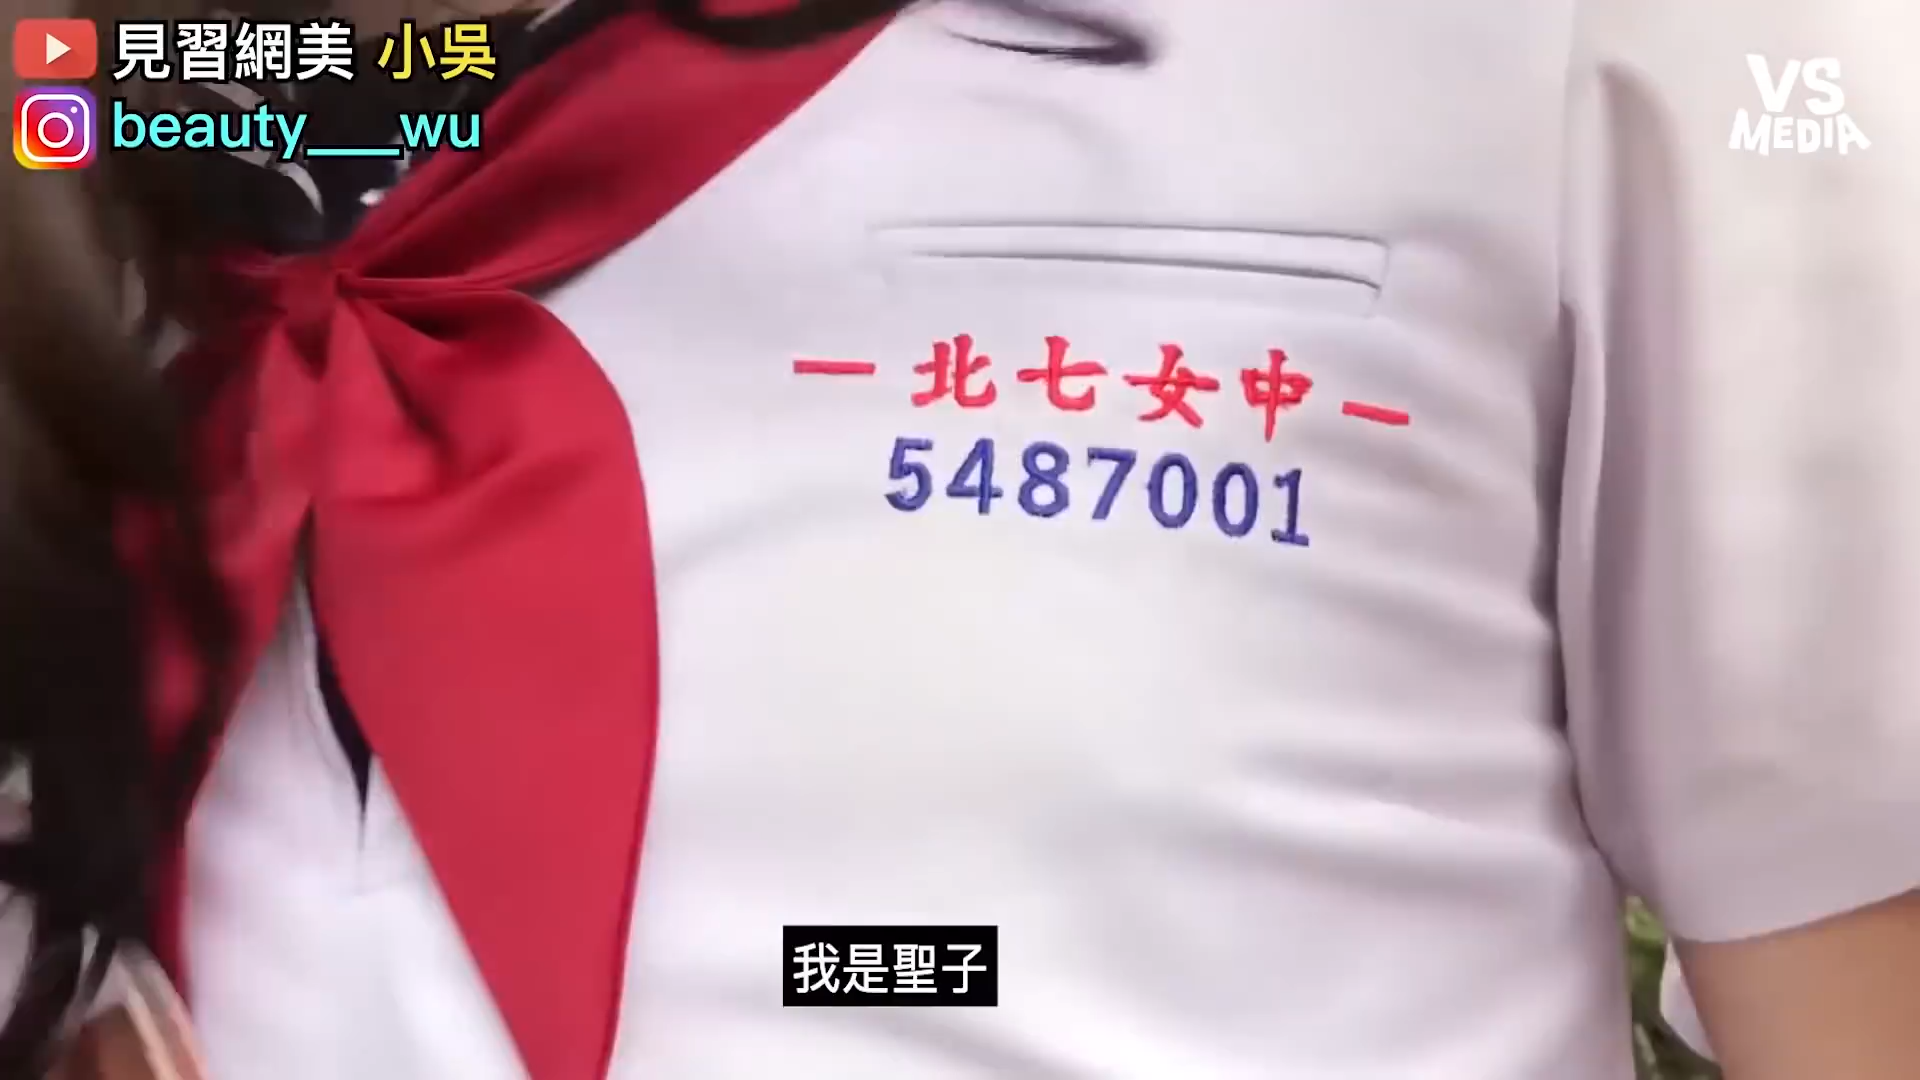 見習網美 小吳
beauty___wu
VS
MEDIA
一北七女中一
5487001
我是聖子